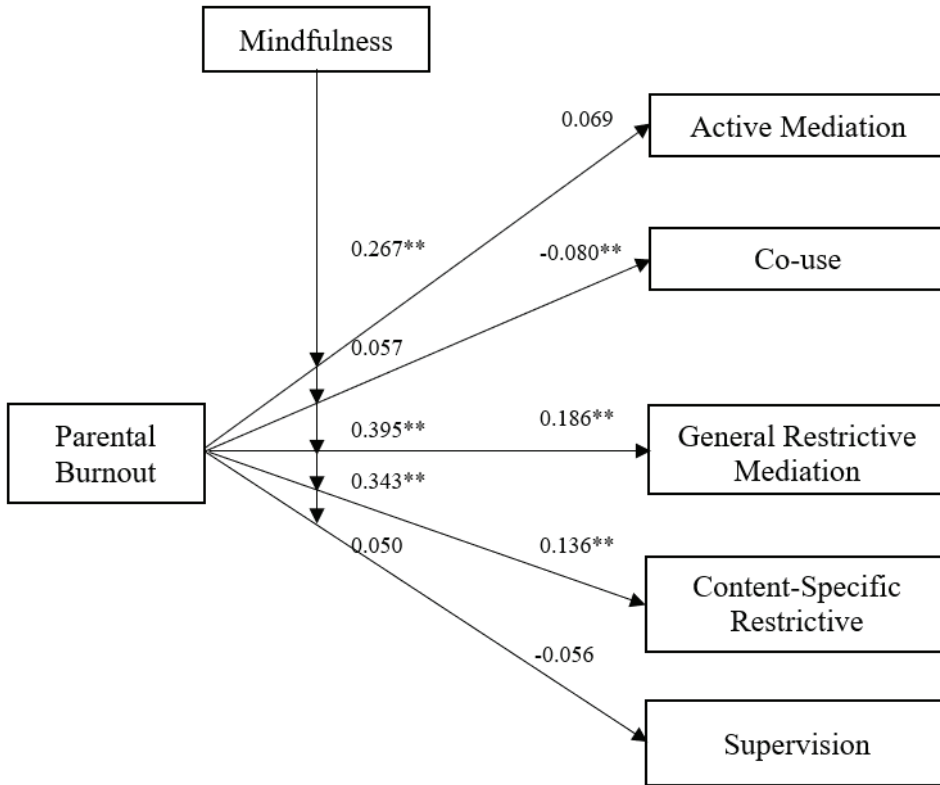 Mindfulness
0.069
Active Mediation
0.267**
-0.080**
Co-use
0.057
Parental
Burnout
0.395**
0.186**
General Restrictive
Mediation
0.343**
0.050
0.136**
Content-Specific
Restrictive
-0.056
Supervision